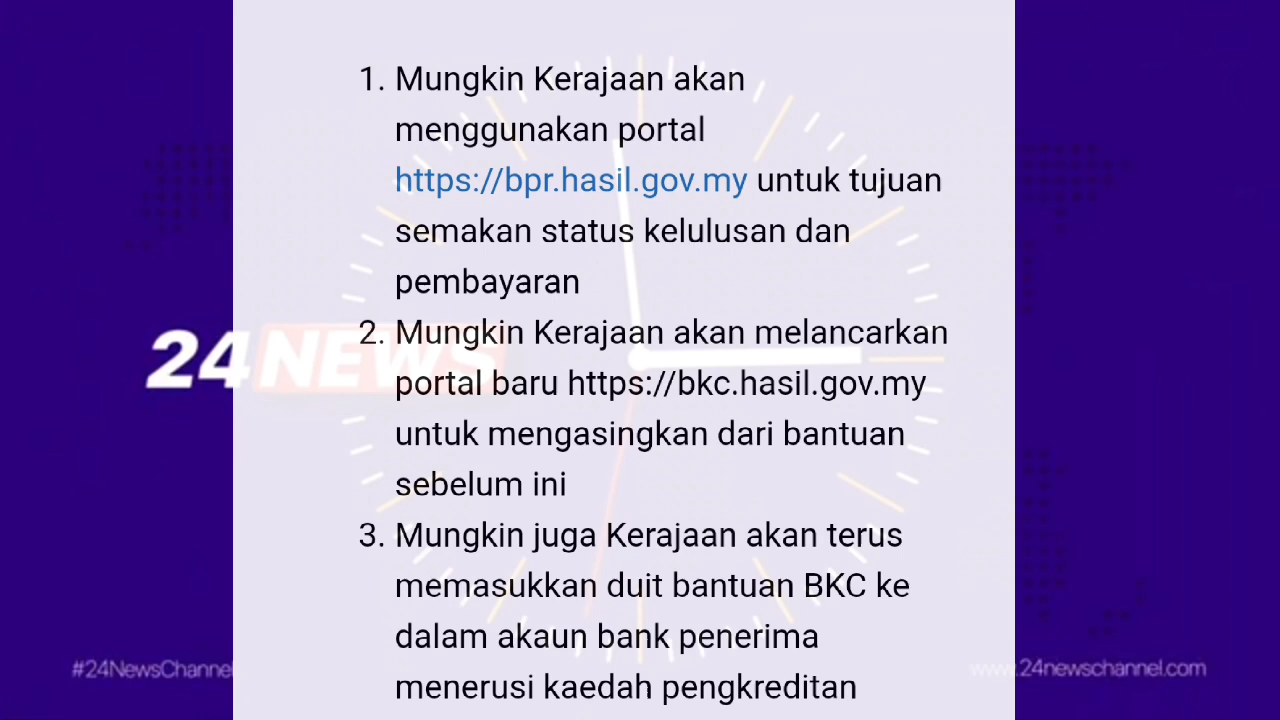 1. Mungkin Kerajaan akan
menggunakan portal
https://bpr.hasil.gov.my untuk tujuan
semakan status kelulusan dan
pembayaran
2. Mungkin Kerajaan akan melancarkan
portal baru https://bkc.hasil.gov.my
untuk mengasingkan dari bantuan
sebelum ini
3. Mungkin juga Kerajaan akan terus
memasukkan duit bantuan BKC ke
dalam akaun bank penerima
menerusi kaedah pengkreditan
24 NEWS
#24NewsChannel
www.24newschannel.com